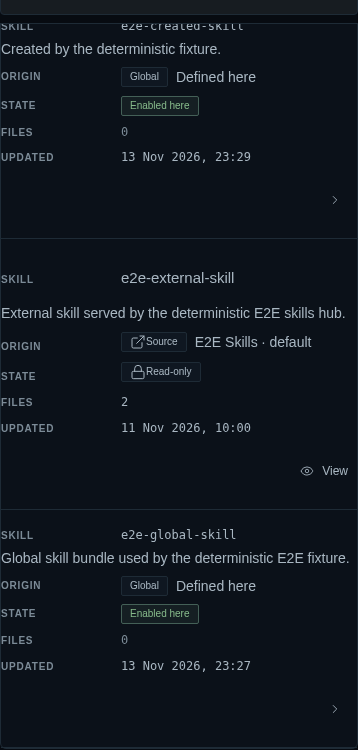 SKILL e2e-created-skill
Created by the deterministic fixture.
ORIGIN Global Defined here
STATE Enabled here
FILES 0
UPDATED 13 Nov 2026, 23:29
SKILL e2e-external-skill
External skill served by the deterministic E2E skills hub.
ORIGIN Source E2E Skills · default
STATE Read-only
FILES 2
UPDATED 11 Nov 2026, 10:00
View
SKILL e2e-global-skill
Global skill bundle used by the deterministic E2E fixture.
ORIGIN Global Defined here
STATE Enabled here
FILES 0
UPDATED 13 Nov 2026, 23:27